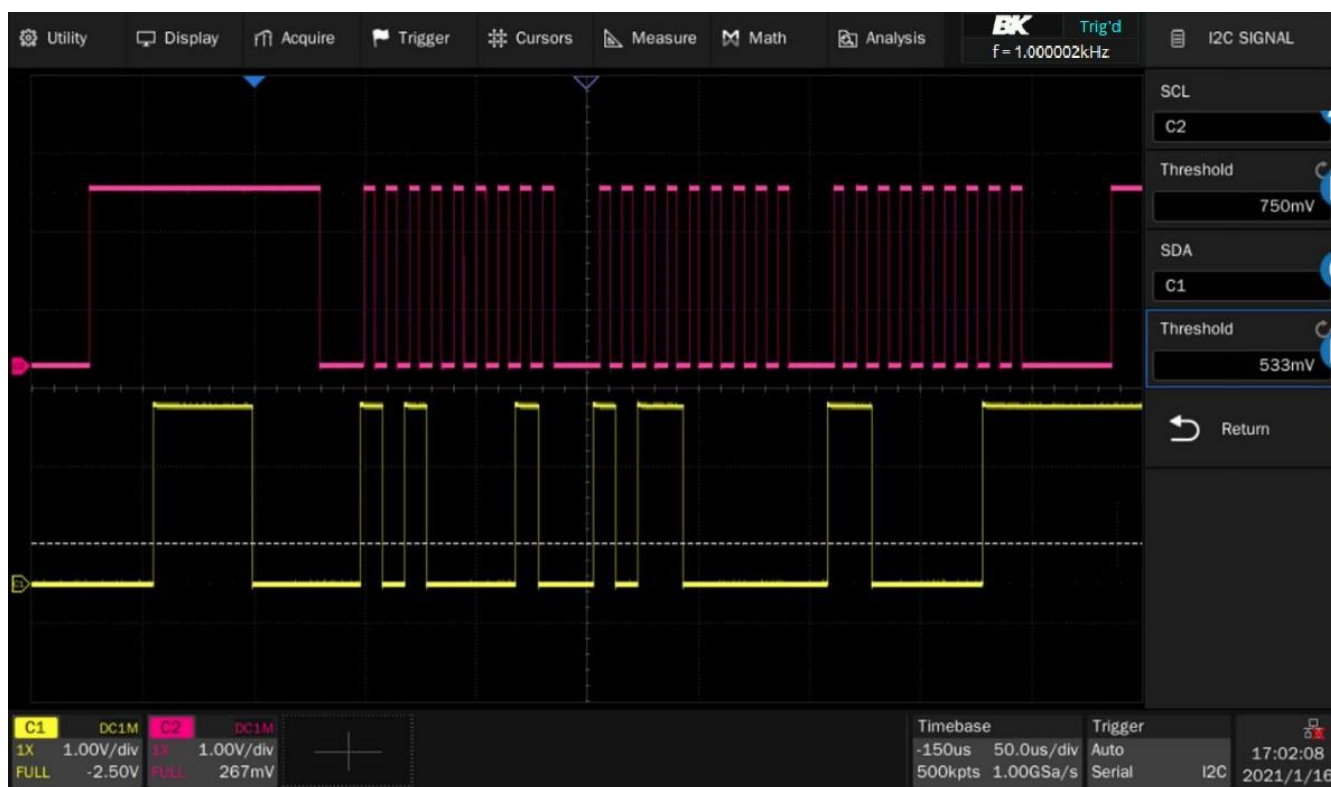 Utility Display Acquire Trigger Cursors Measure Math Analysis BK Trig'd I2C SIGNAL
f = 1.000002kHz
SCL
C2
Threshold
750mV
SDA
C1
Threshold
533mV
Return
C1 DC1M C2 DC1M Timebase Trigger
1X 1.00V/div 1X 1.00V/div -150us 50.0us/div Auto 17:02:08
FULL -2.50V FULL 267mV 500kpts 1.00GSa/s Serial I2C 2021/1/16